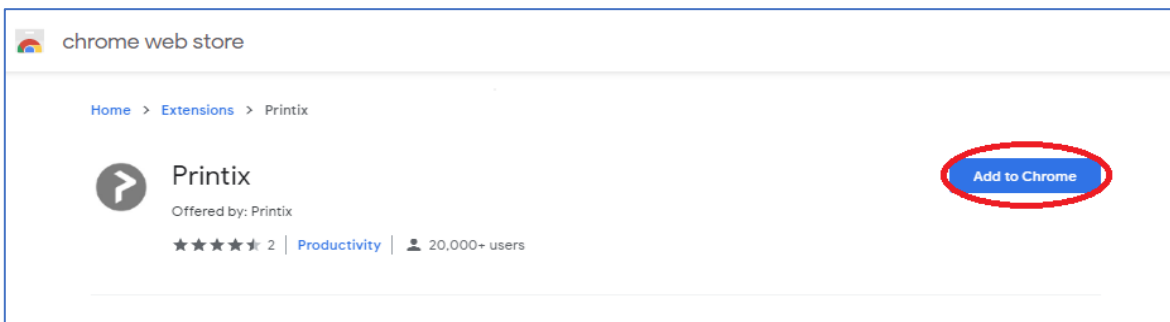 chrome web store
Home > Extensions > Printix
Printix
Add to Chrome
Offered by: Printix
2 | Productivity | 20,000+ users